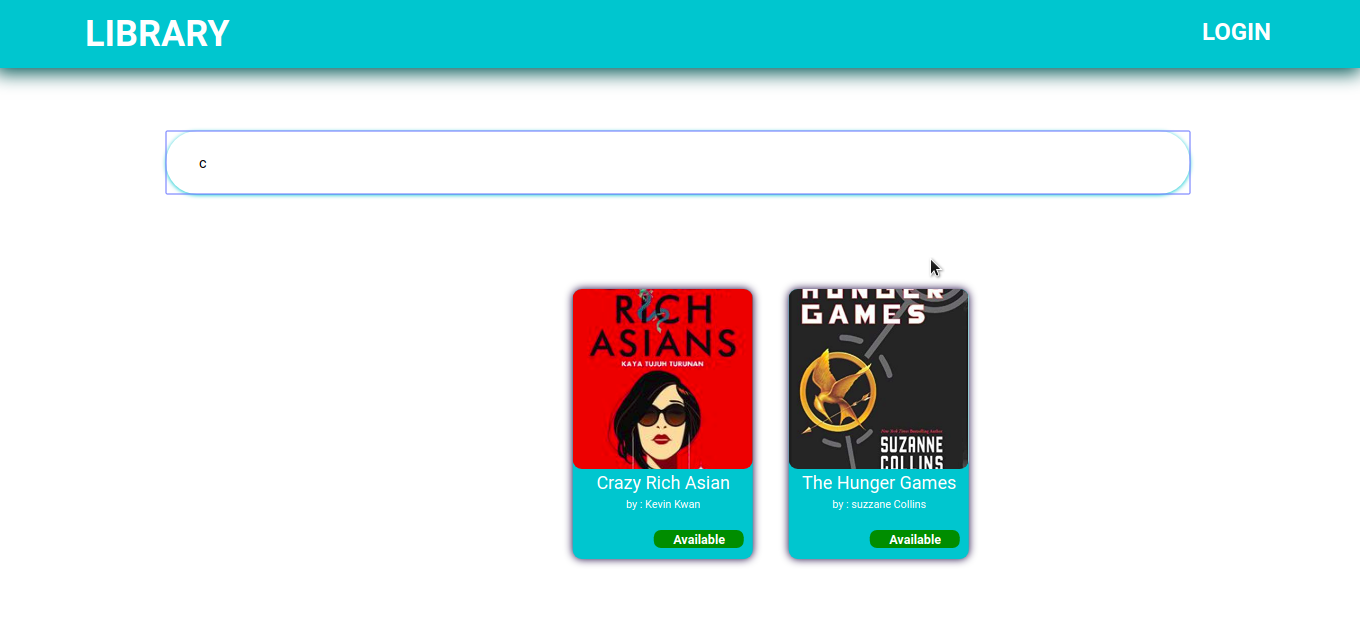 LIBRARY
LOGIN
c
RICH
ASIANS
KAYA TUJUH TURUNAN
Crazy Rich Asian
by : Kevin Kwan
Available
HUNGER
GAMES
SUZANNE
COLLINS
The Hunger Games
by : suzzane Collins
Available